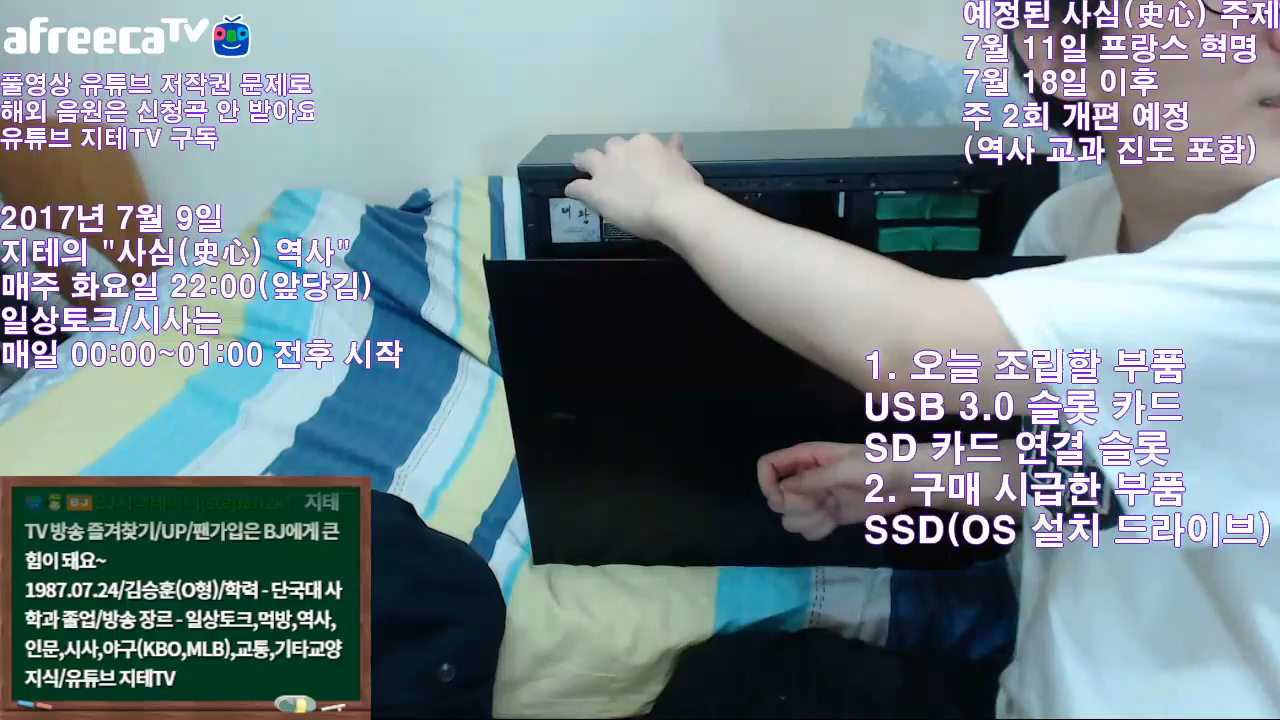 afreecaTV
풀영상 유튜브 저작권 문제로
해외 음원은 신청곡 안 받아요
유튜브 지테TV 구독
2017년 7월 9일
지테의 "사심(史心) 역사"
매주 화요일 22:00(앞당김)
일상토크/시사는
매일 00:00~01:00 전후 시작
예정된 사심(史心) 주제
7월 11일 프랑스 혁명
7월 18일 이후
주 2회 개편 예정
(역사 교과 진도 포함)
1. 오늘 조립할 부품
USB 3.0 슬롯 카드
SD 카드 연결 슬롯
2. 구매 시급한 부품
SSD(OS 설치 드라이브)
BJ 지테
TV 방송 즐겨찾기/UP/팬가입은 BJ에게 큰
힘이 돼요~
1987.07.24/김승훈(O형)/학력 - 단국대 사
학과 졸업/방송 장르 - 일상토크,먹방,역사,
인문,시사,야구(KBO,MLB),교통,기타교양
지식/유튜브 지테TV